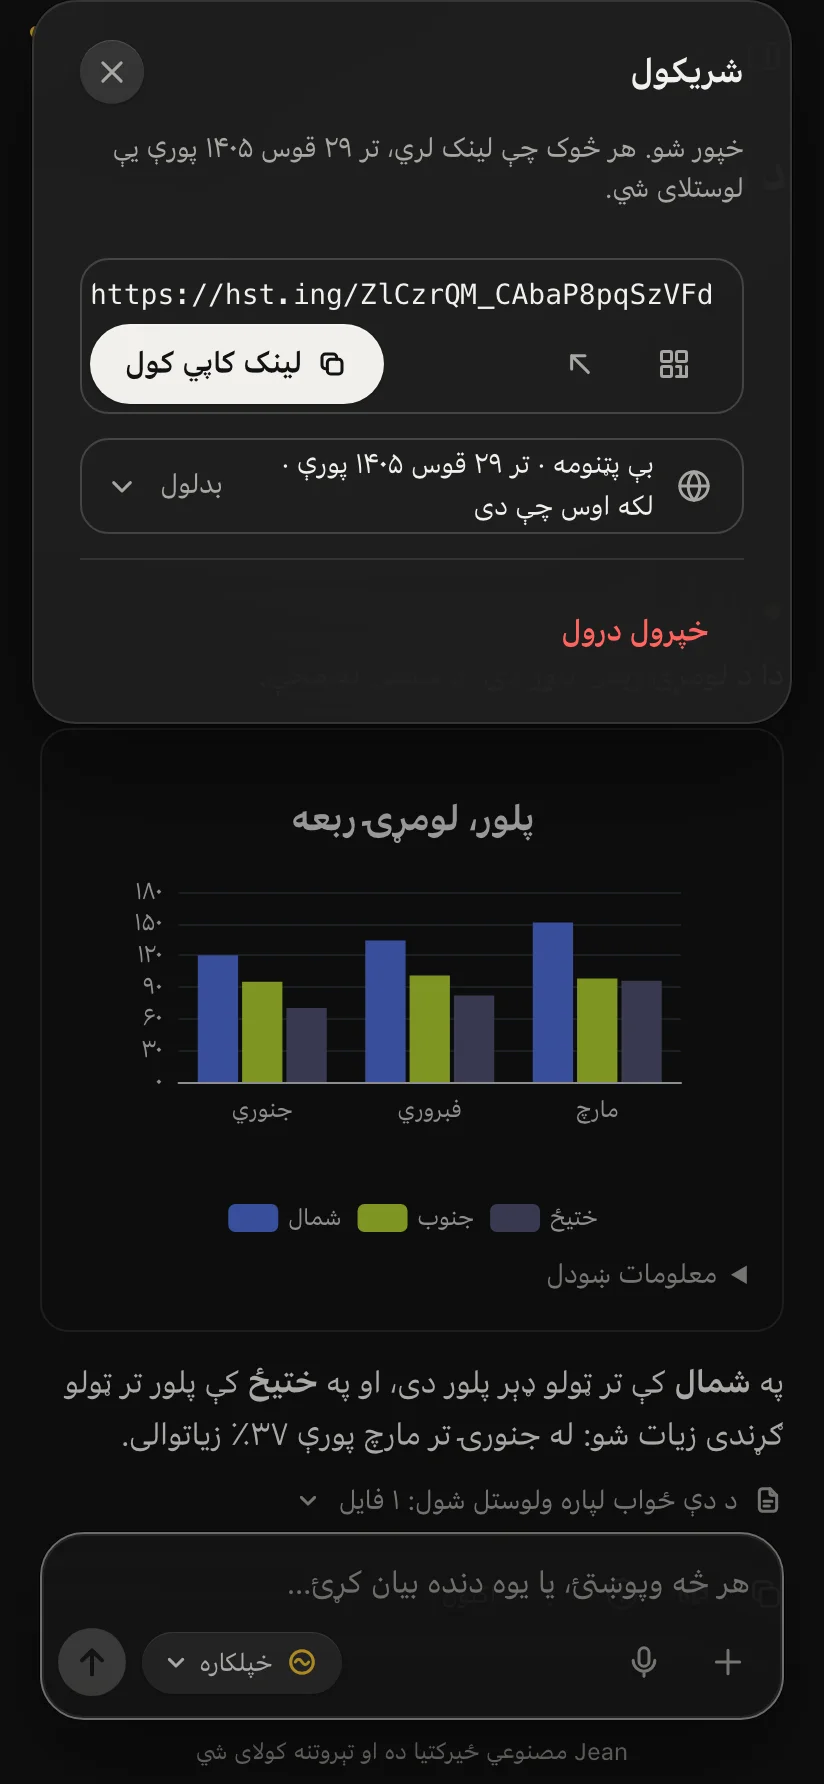 شریکول
خپور شو. هر څوک چې لینک لري، تر ۲۹ قوس ۱۴۰۵ پورې یې
لوستلای شي.
https://hst.ing/ZlCzrQM_CAbaP8pqSzVFd
لینک کاپي کول
بې پټنومه · تر ۲۹ قوس ۱۴۰۵ پورې ·
لکه اوس چې دی
بدلول
خپرول درول
پلور، لومړۍ ربعه
۱۸۰
۱۵۰
۱۲۰
۹۰
۶۰
۳۰
۰
جنوري
فبروري
مارچ
شمال
جنوب
ختیځ
معلومات ښودل
په شمال کې تر ټولو ډېر پلور دی، او په ختیځ کې پلور تر ټولو
ګړندی زیات شو: له جنورۍ تر مارچ پورې ۳۷٪ زیاتوالی.
د دې ځواب لپاره ولوستل شول: ۱ فایل
هر څه وپوښتئ، یا یوه دنده بیان کړئ...
خپلکاره
Jean مصنوعي ځیرکتیا ده او تېروتنه کولای شي